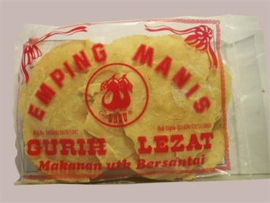 EMPING MANIS
GURIH LEZAT
Makanan utk Bersantai